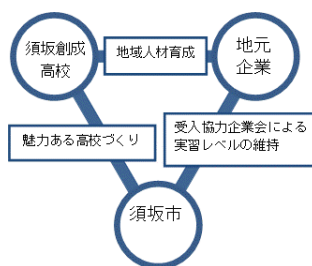 須坂創成
高校
地域人材育成
地元
企業
魅力ある高校づくり
受入協力企業会による
実習レベルの維持
須坂市